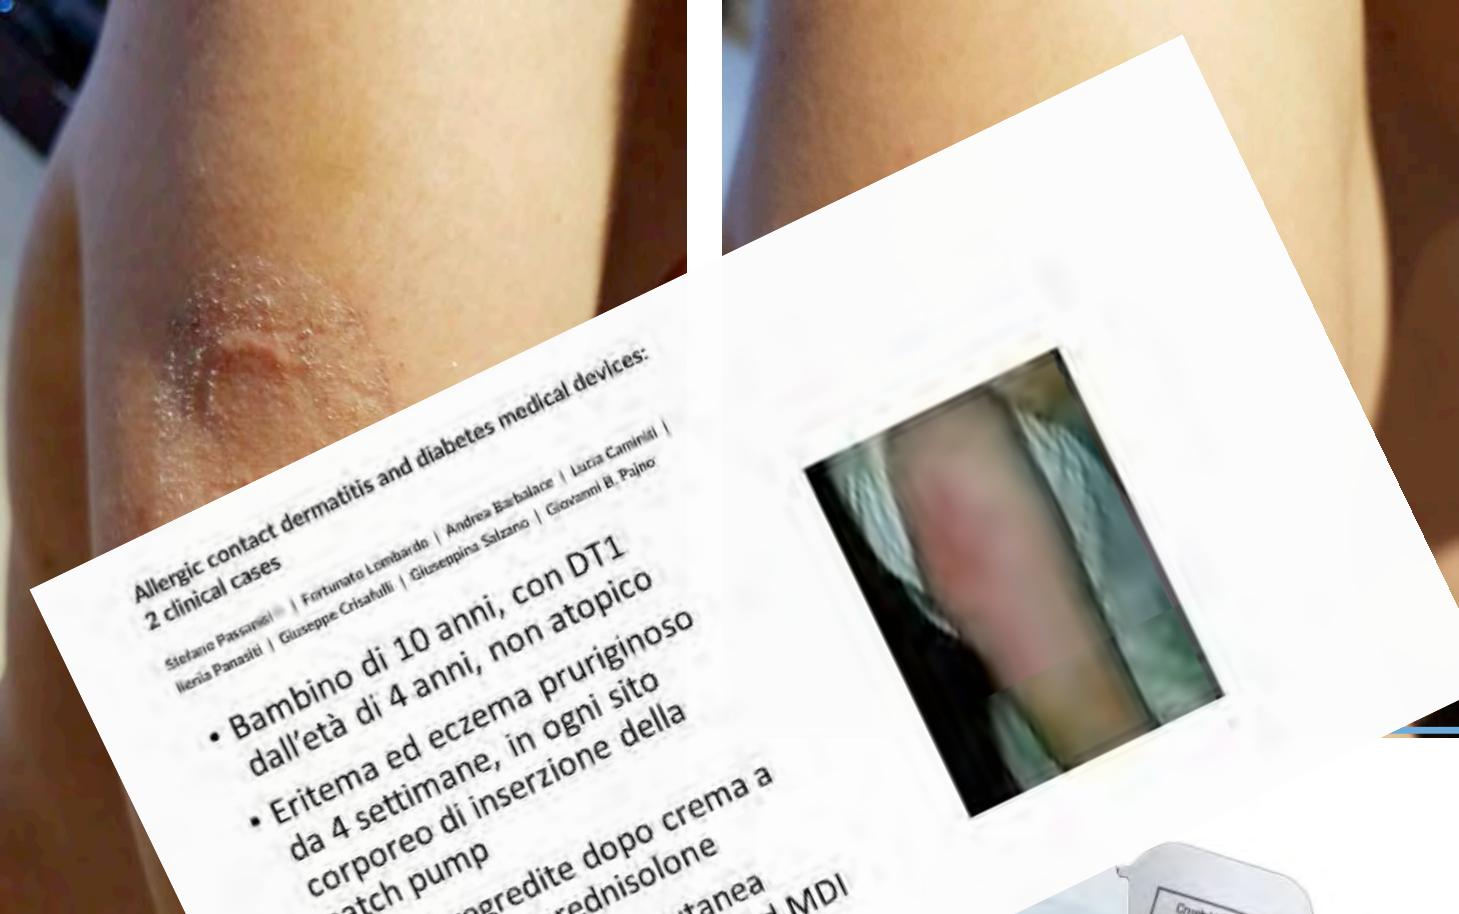 Allergic contact dermatitis and diabetes medical devices:
2 clinical cases
Stefano Passanisi | Fortunato Lombardo | Andrea Barbalace | Lucia Caminiti |
Ilenia Panasiti | Giuseppe Crisafulli | Giuseppina Salzano | Giovanni B. Pajno
• Bambino di 10 anni, con DT1
dall'età di 4 anni, non atopico
• Eritema ed eczema pruriginoso
da 4 settimane, in ogni sito
corporeo di inserzione della
atch pump
ogredite dopo crema a
rednisolone
utanea
MDI